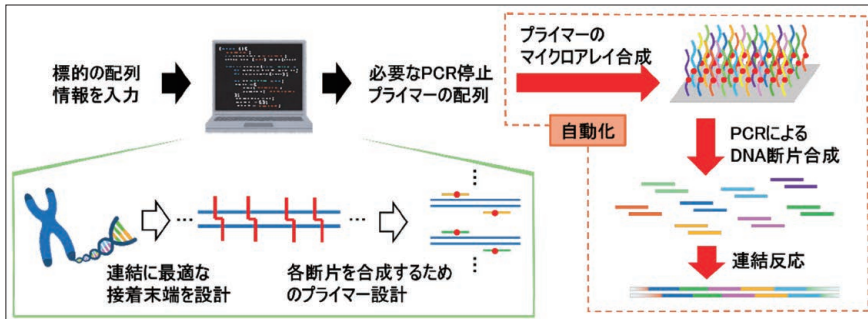 標的の配列
情報を入力
必要なPCR停止
プライマーの配列
プライマーの
マイクロアレイ合成
自動化
PCRによる
DNA断片合成
連結反応
…
…
連結に最適な
接着末端を設計
各断片を合成するため
のプライマー設計